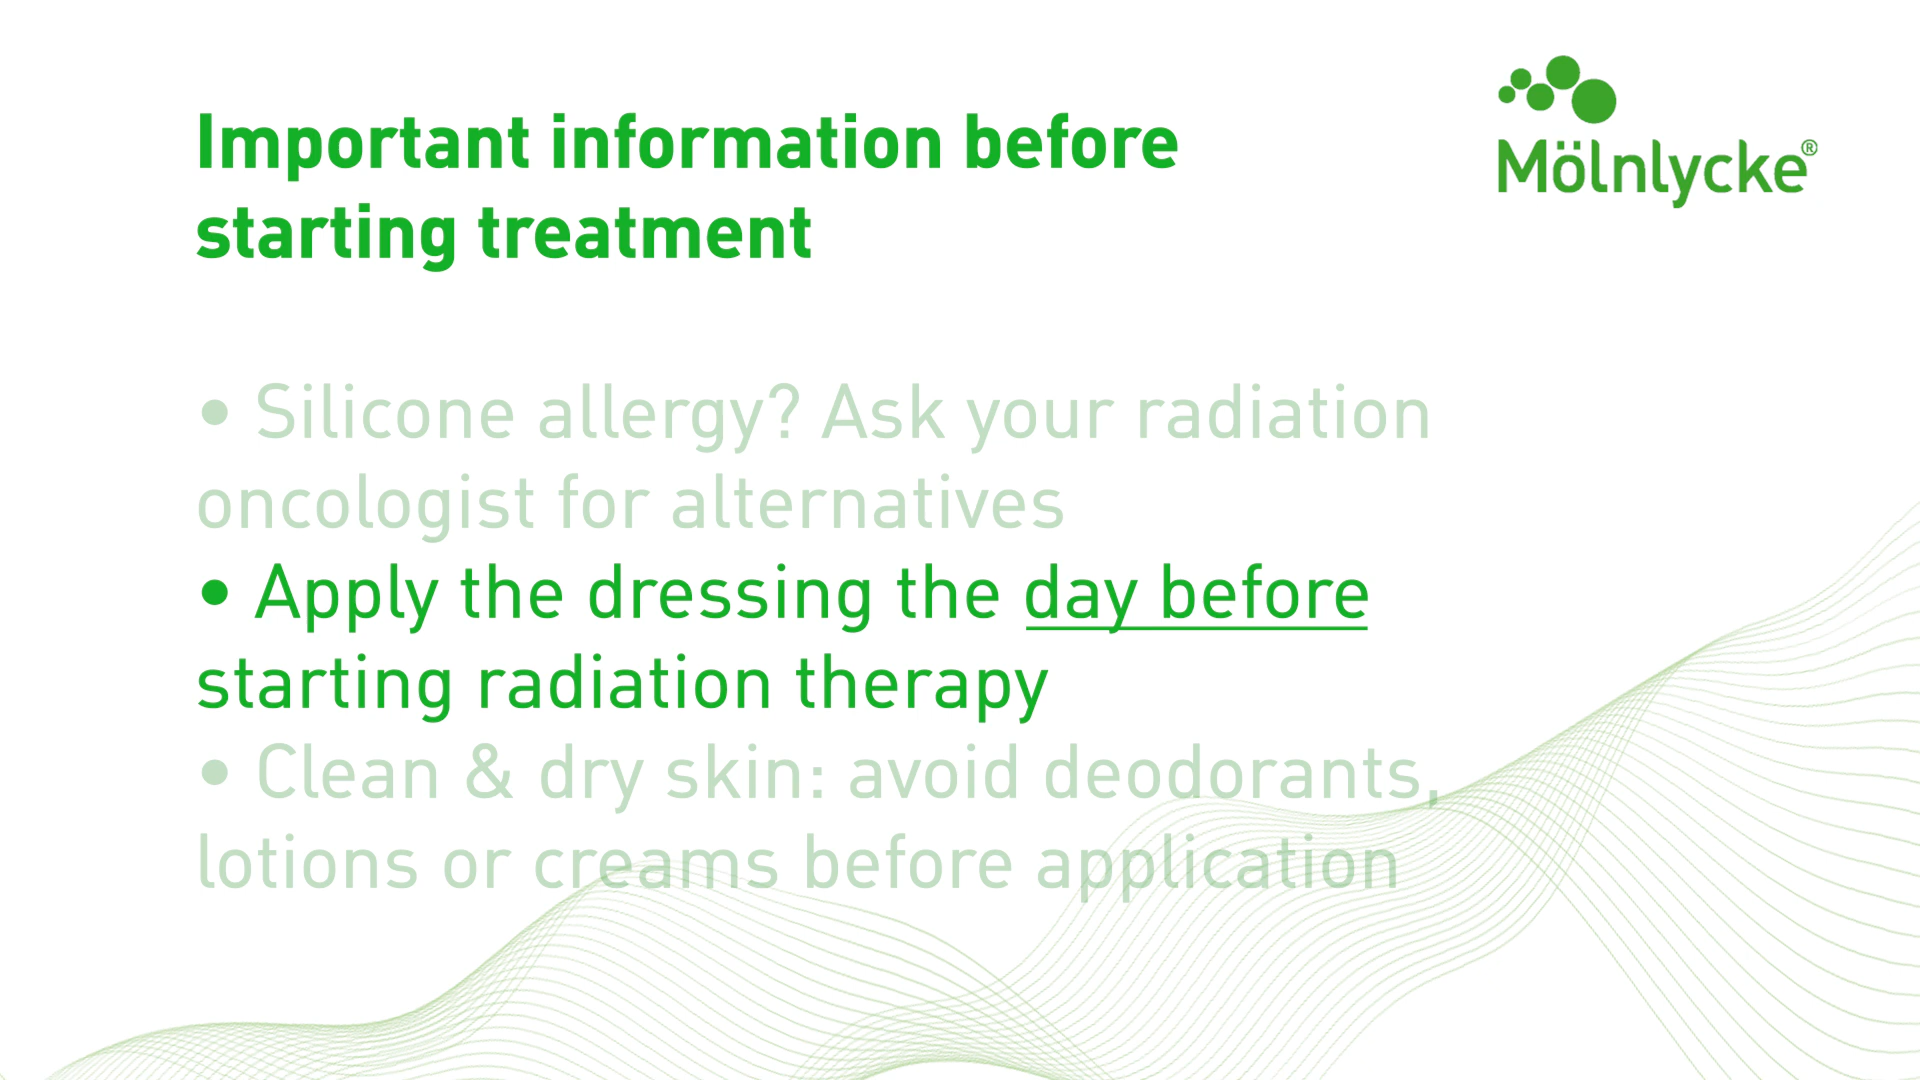 Important information before
starting treatment
Mölnlycke®
• Silicone allergy? Ask your radiation
oncologist for alternatives
• Apply the dressing the day before
starting radiation therapy
• Clean & dry skin: avoid deodorants,
lotions or creams before application